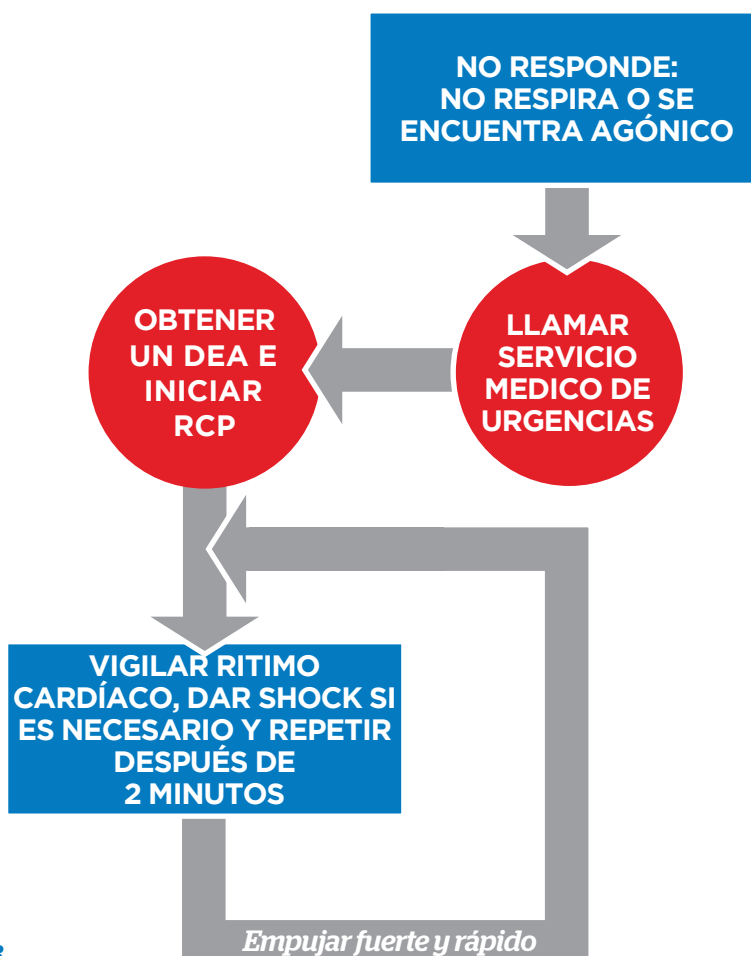 NO RESPONDE:
NO RESPIRA O SE
ENCUENTRA AGÓNICO
LLAMAR
SERVICIO
MEDICO DE
URGENCIAS
OBTENER
UN DEA E
INICIAR
RCP
VIGILAR RITIMO
CARDÍACO, DAR SHOCK SI
ES NECESARIO Y REPETIR
DESPUÉS DE
2 MINUTOS
Empujar fuerte y rápido